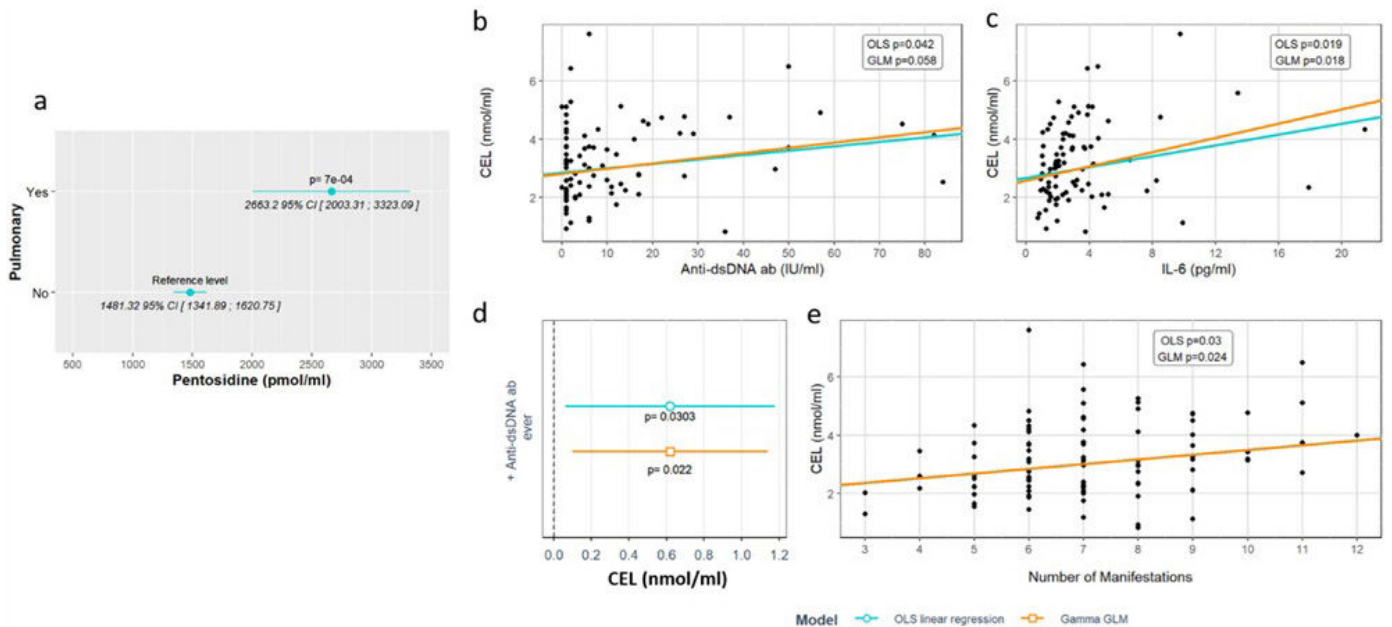 a
Pulmonary
Yes
No
p= 7e-04
2663.2 95% CI [ 2003.31 ; 3323.09 ]
Reference level
1481.32 95% CI [ 1341.89 ; 1620.75 ]
500 1000 1500 2000 2500 3000 3500
Pentosidine (pmol/ml)
b
OLS p=0.042
GLM p=0.058
CEL (nmol/ml)
6
4
2
0 10 20 30 40 50 60 70 80
Anti-dsDNA ab (IU/ml)
c
OLS p=0.019
GLM p=0.018
CEL (nmol/ml)
6
4
2
0 4 8 12 16 20
IL-6 (pg/ml)
d
+ Anti-dsDNA ab
ever
p= 0.0303
p= 0.022
0.0 0.2 0.4 0.6 0.8 1.0 1.2
CEL (nmol/ml)
e
OLS p=0.03
GLM p=0.024
CEL (nmol/ml)
6
4
2
3 4 5 6 7 8 9 10 11 12
Number of Manifestations
Model OLS linear regression Gamma GLM